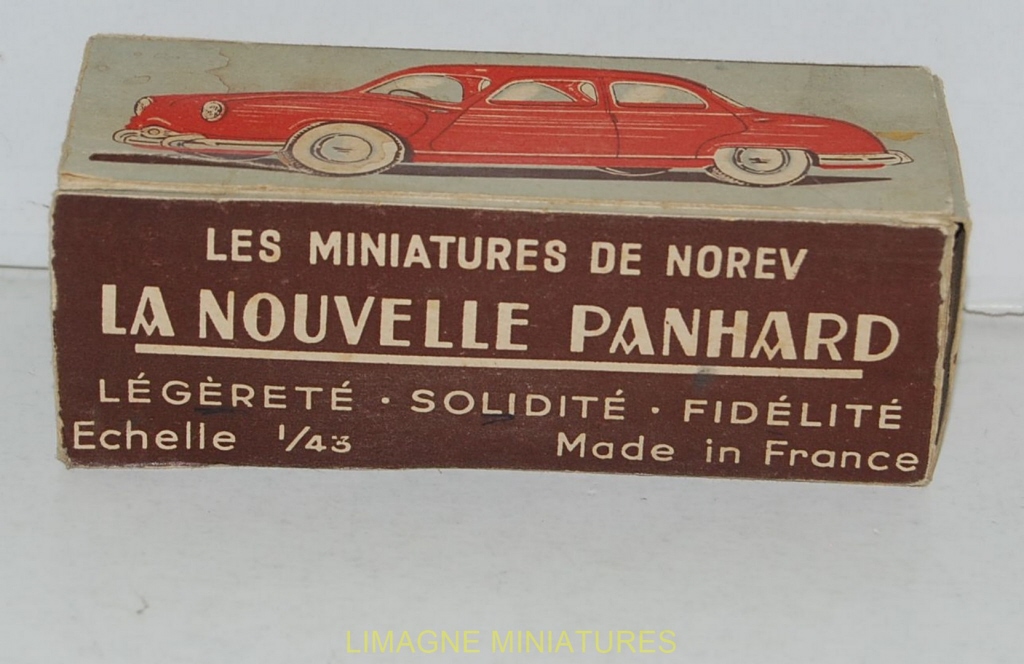 LES MINIATURES DE NOREV
LA NOUVELLE PANHARD
LÉGÈRETÉ · SOLIDITÉ · FIDÉLITÉ
Echelle 1/43 Made in France
LIMAGNE MINIATURES